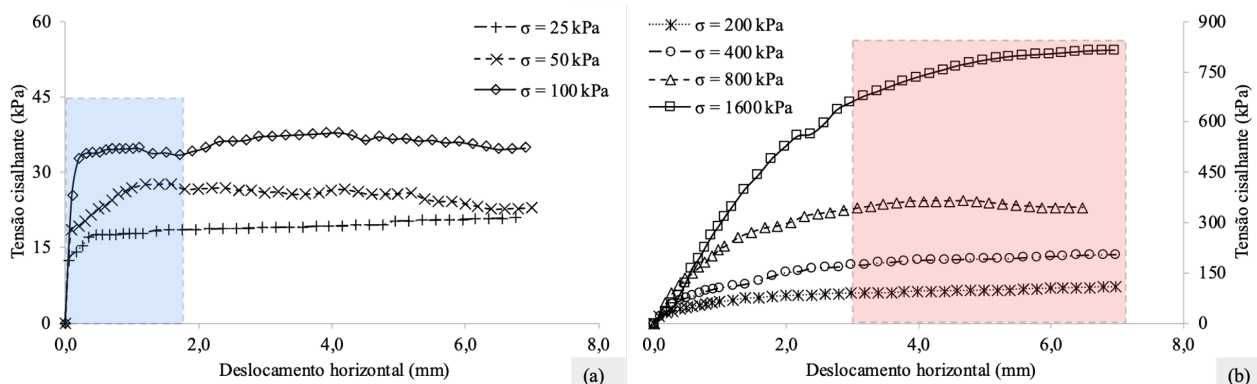 60
45
30
15
0
Tensão cisalhante (kPa)
σ = 25 kPa
σ = 50 kPa
σ = 100 kPa
0,0 2,0 4,0 6,0 8,0
Deslocamento horizontal (mm)
(a)
σ = 200 kPa
σ = 400 kPa
σ = 800 kPa
σ = 1600 kPa
900
750
600
450
300
150
0
Tensão cisalhante (kPa)
0,0 2,0 4,0 6,0 8,0
Deslocamento horizontal (mm)
(b)